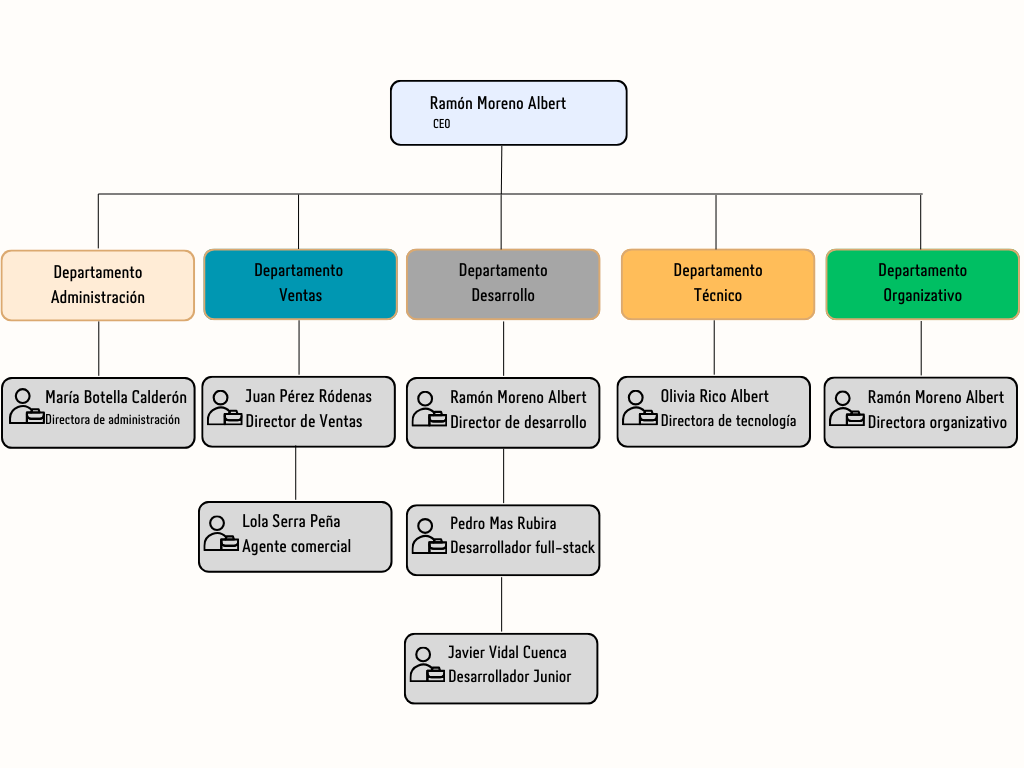 Ramón Moreno Albert
CEO
Departamento
Administración
Departamento
Ventas
Departamento
Desarrollo
Departamento
Técnico
Departamento
Organizativo
María Botella Calderón
Directora de administración
Juan Pérez Ródenas
Director de Ventas
Ramón Moreno Albert
Director de desarrollo
Olivia Rico Albert
Directora de tecnología
Ramón Moreno Albert
Directora organizativo
Lola Serra Peña
Agente comercial
Pedro Mas Rubira
Desarrollador full-stack
Javier Vidal Cuenca
Desarrollador Junior